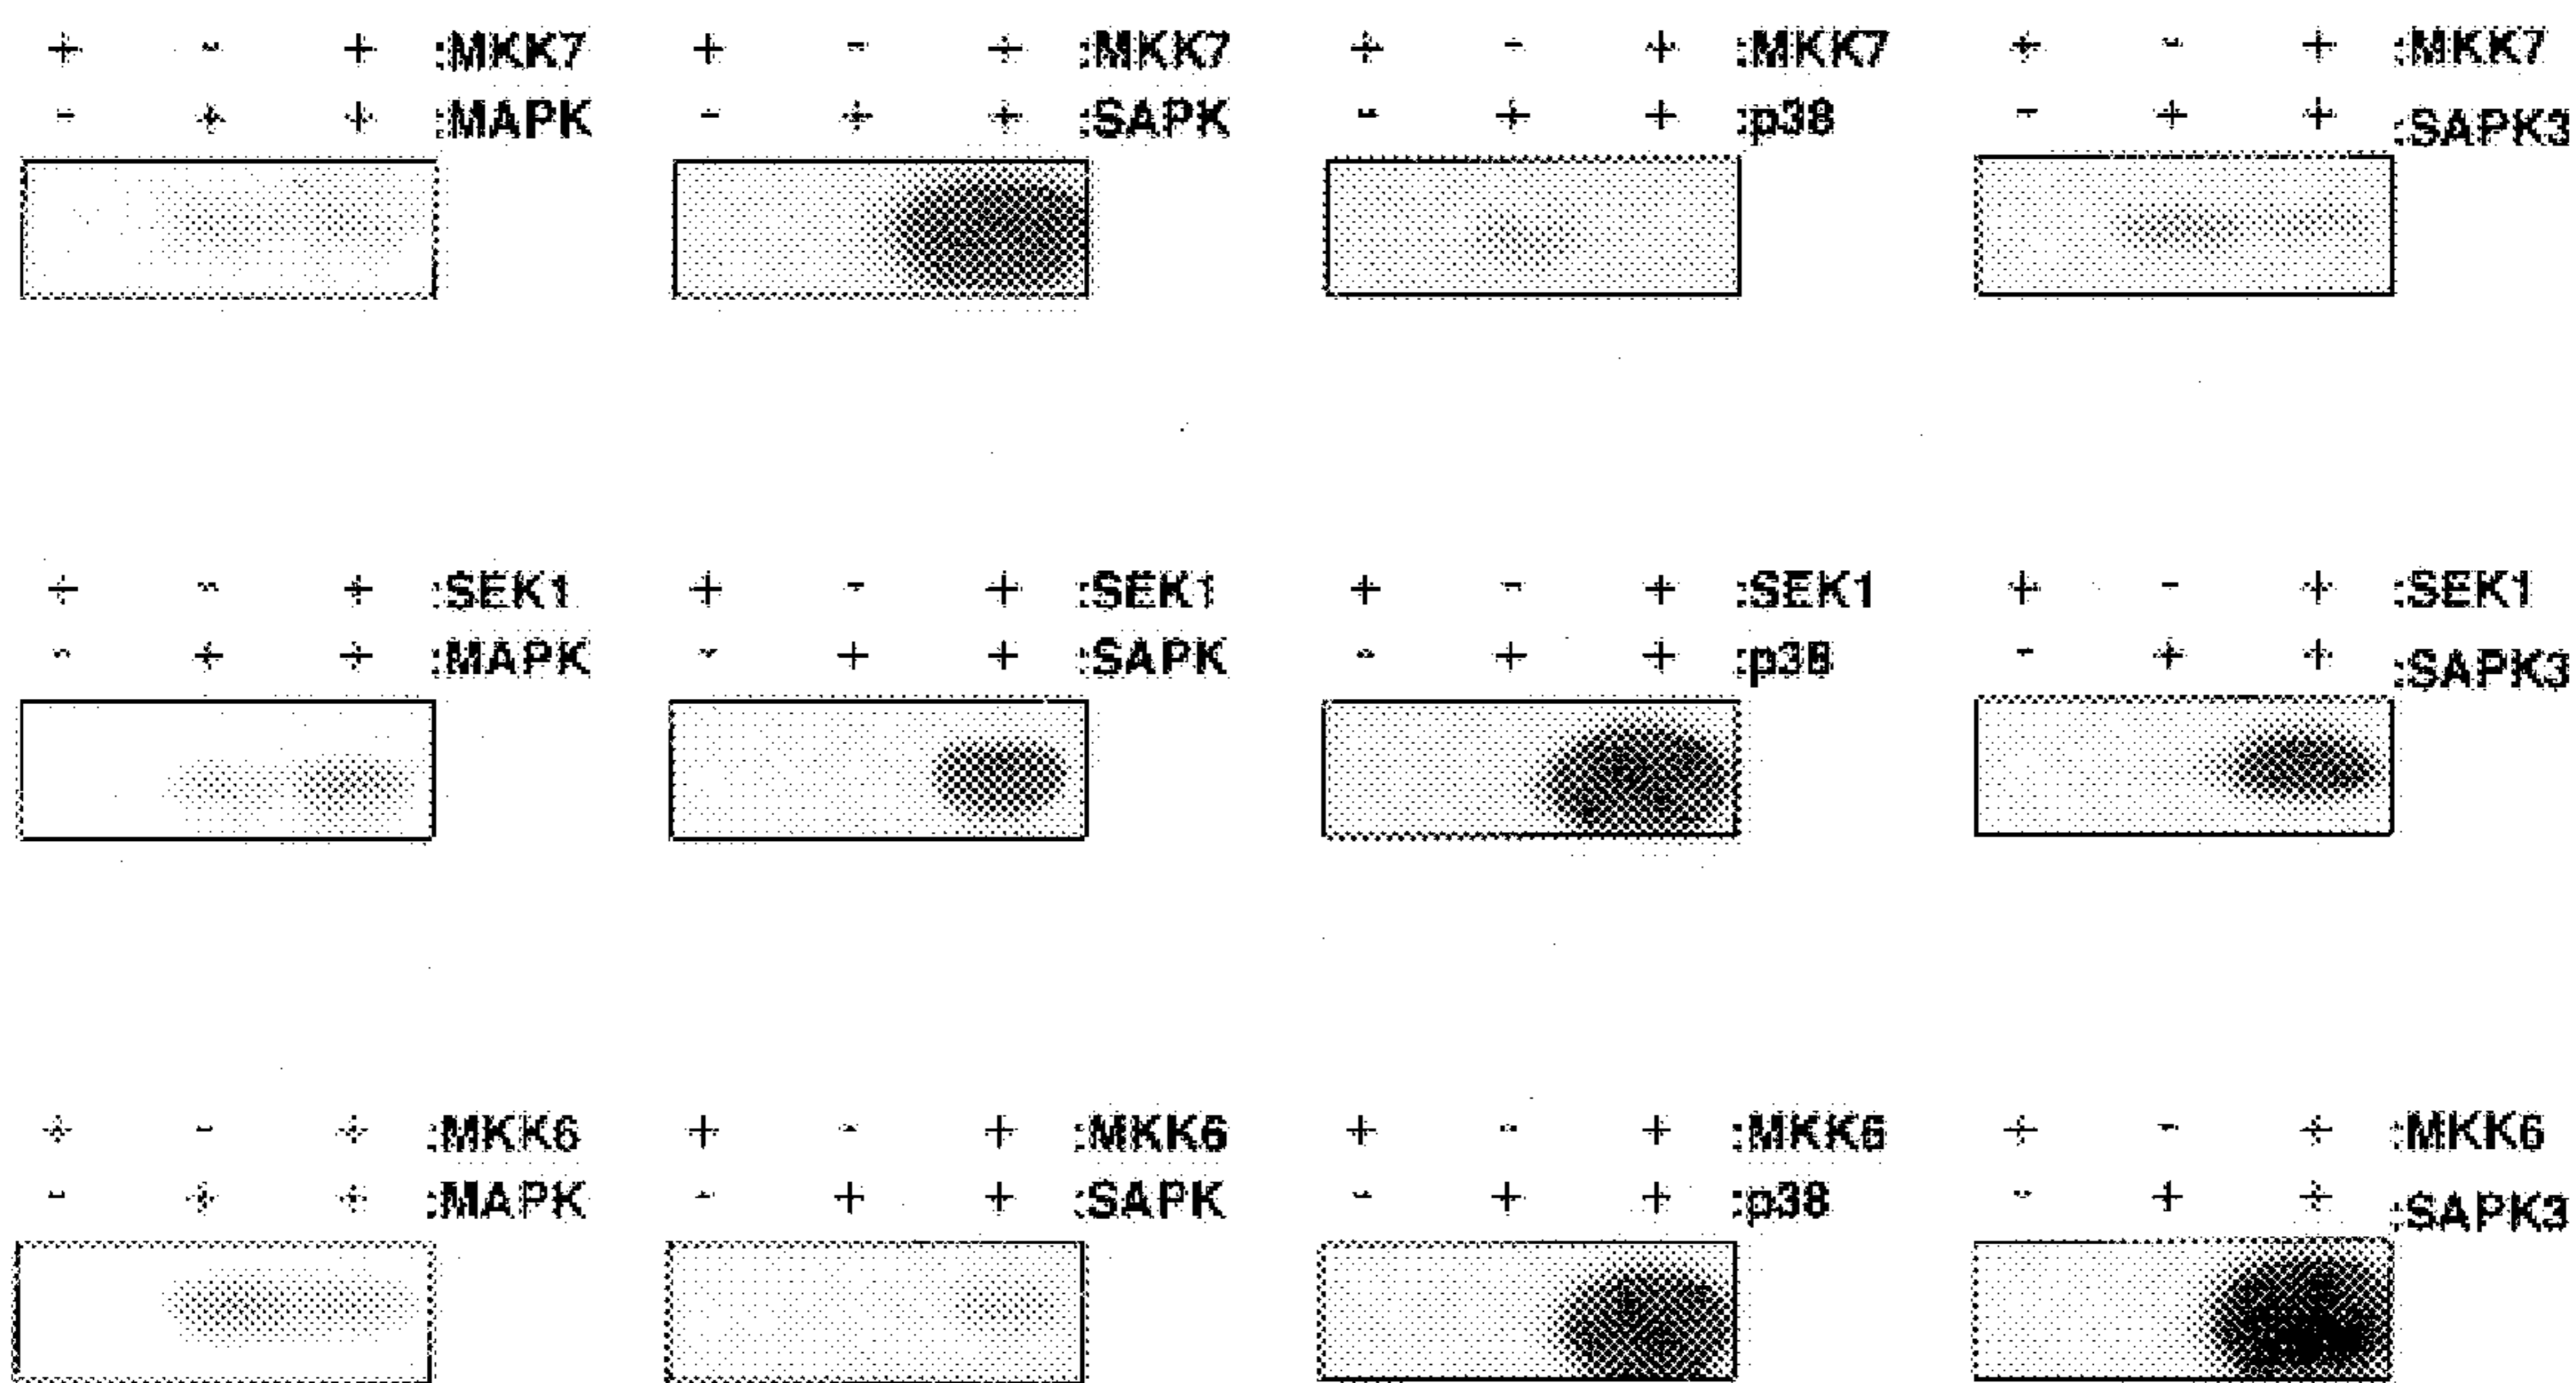 + - + :MKK7 + - + :MKK7 + - + :MKK7 + - + :MKK7
- + + :MAPK - + + :SAPK - + + :p38 - + + :SAPK3
+ - + :SEK1 + - + :SEK1 + - + :SEK1 + - + :SEK1
- + + :MAPK - + + :SAPK - + + :p38 - + + :SAPK3
+ - + :MKK6 + - + :MKK6 + - + :MKK6 + - + :MKK6
- + + :MAPK - + + :SAPK - + + :p38 - + + :SAPK3